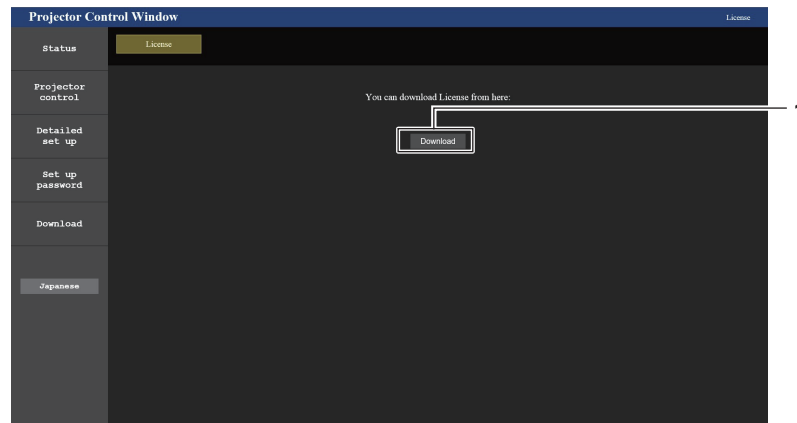 Projector Control Window
License
Status
License
Projector
control
You can download License from here:
Download
Detailed
set up
Set up
password
Download
Japanese